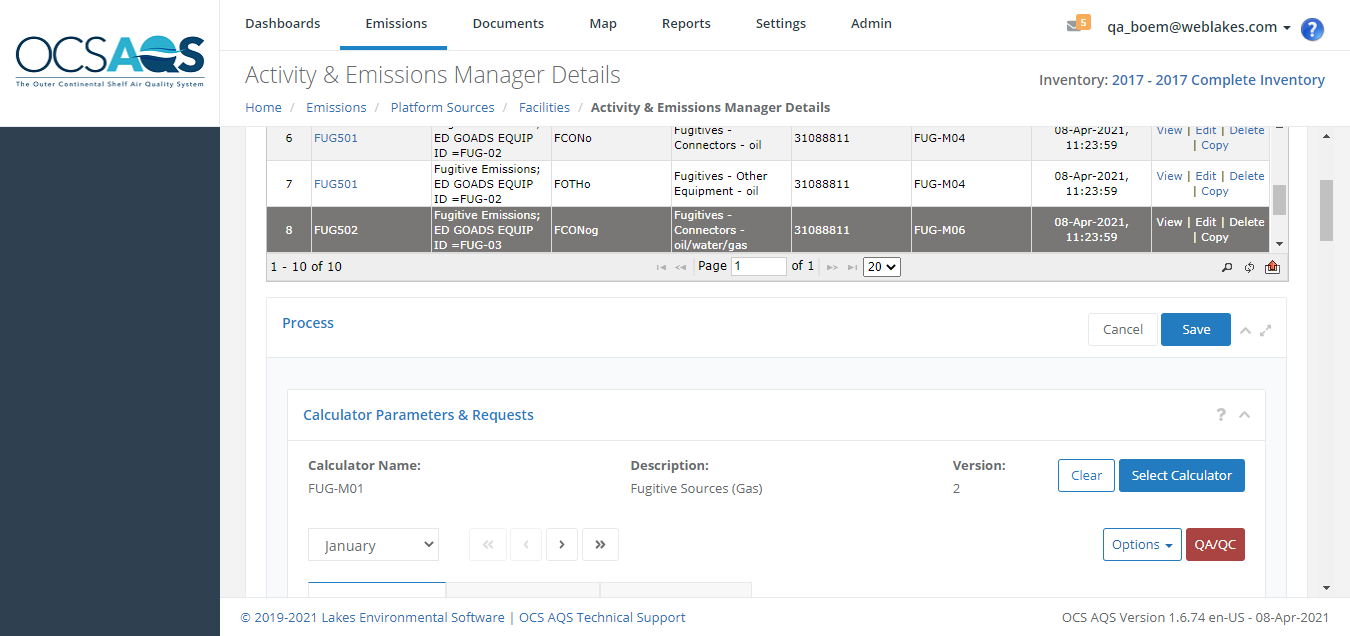 OCSAQS
The Outer Continental Shelf Air Quality System
Dashboards Emissions Documents Map Reports Settings Admin
5 qa_boem@weblakes.com ?
Activity & Emissions Manager Details
Inventory: 2017 - 2017 Complete Inventory
Home / Emissions / Platform Sources / Facilities / Activity & Emissions Manager Details
6 FUG501 ED GOADS EQUIP ID =FUG-02 FCONo Fugitives - Connectors - oil 31088811 FUG-M04 08-Apr-2021, 11:23:59 View | Edit | Delete | Copy
7 FUG501 Fugitive Emissions; ED GOADS EQUIP ID =FUG-02 FOTHo Fugitives - Other Equipment - oil 31088811 FUG-M04 08-Apr-2021, 11:23:59 View | Edit | Delete | Copy
8 FUG502 Fugitive Emissions; ED GOADS EQUIP ID =FUG-03 FCONog Fugitives - Connectors - oil/water/gas 31088811 FUG-M06 08-Apr-2021, 11:23:59 View | Edit | Delete | Copy
1 - 10 of 10 Page 1 of 1 20
Process
Cancel Save
Calculator Parameters & Requests ?
Calculator Name: Description: Version:
FUG-M01 Fugitive Sources (Gas) 2
Clear Select Calculator
January « ‹ › »
Options QA/QC
© 2019-2021 Lakes Environmental Software | OCS AQS Technical Support
OCS AQS Version 1.6.74 en-US - 08-Apr-2021